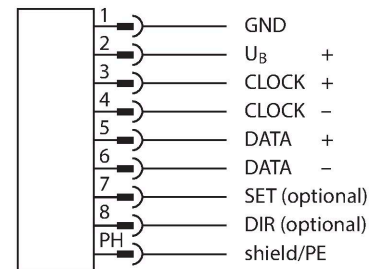 1 GND
2 U_B +
3 CLOCK +
4 CLOCK –
5 DATA +
6 DATA –
7 SET (optional)
8 DIR (optional)
PH shield/PE